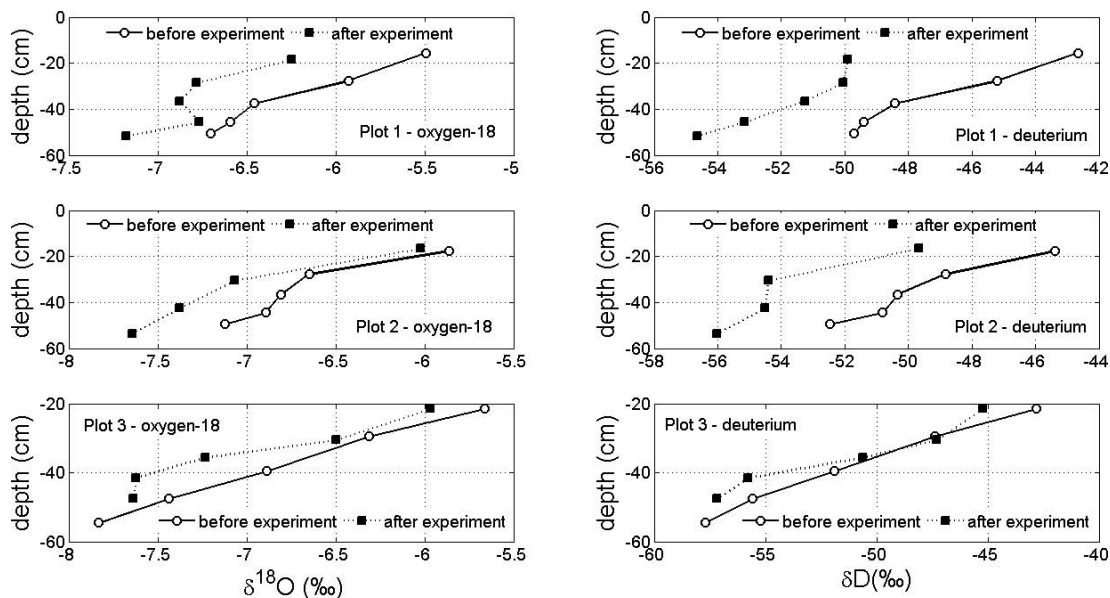 0
before experiment after experiment
depth (cm)
-20
-40
Plot 1 - oxygen-18
-60
-7.5 -7 -6.5 -6 -5.5 -5
0
before experiment after experiment
depth (cm)
-20
-40
Plot 1 - deuterium
-60
-56 -54 -52 -50 -48 -46 -44 -42
0
before experiment after experiment
depth (cm)
-20
-40
Plot 2 - oxygen-18
-60
-8 -7.5 -7 -6.5 -6 -5.5
0
before experiment after experiment
depth (cm)
-20
-40
Plot 2 - deuterium
-60
-56 -54 -52 -50 -48 -46 -44
-20
Plot 3 - oxygen-18
depth (cm)
-40
before experiment after experiment
-60
-8 -7.5 -7 -6.5 -6 -5.5
δ18O (‰)
-20
Plot 3 - deuterium
depth (cm)
-40
before experiment after experiment
-60
-60 -55 -50 -45 -40
δD(‰)